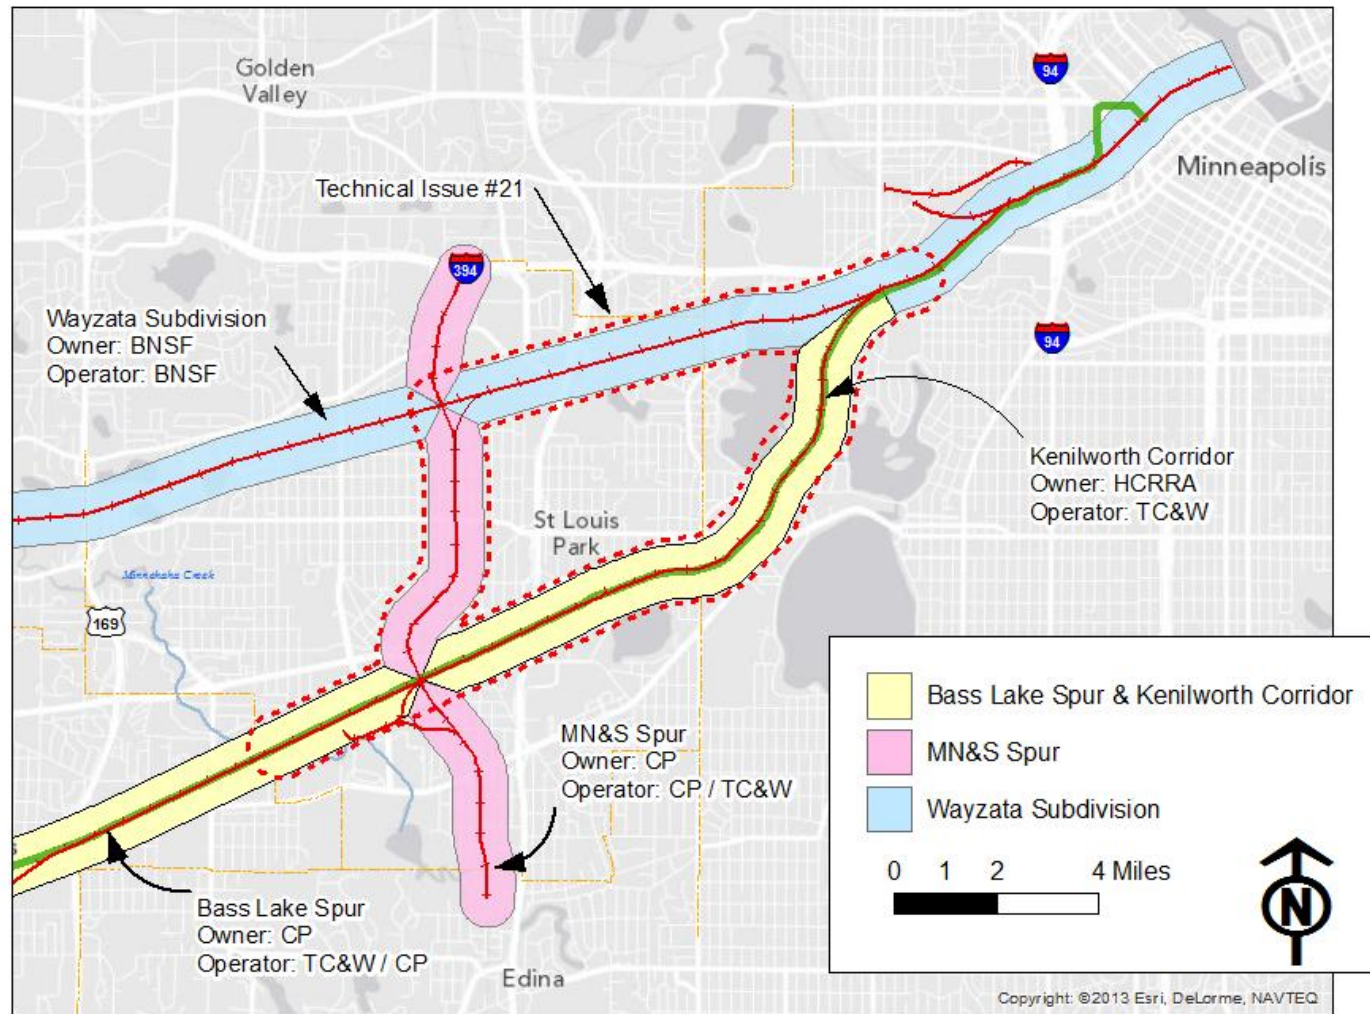 Golden
Valley
94
Minneapolis
Technical Issue #21
394
Wayzata Subdivision
Owner: BNSF
Operator: BNSF
94
Kenilworth Corridor
Owner: HCRRA
Operator: TC&W
St Louis
Park
Minnehaha Creek
169
MN&S Spur
Owner: CP
Operator: CP / TC&W
Bass Lake Spur
Owner: CP
Operator: TC&W / CP
Edina
Bass Lake Spur & Kenilworth Corridor
MN&S Spur
Wayzata Subdivision
0 1 2 4 Miles
N
Copyright: ©2013 Esri, DeLorme, NAVTEQ